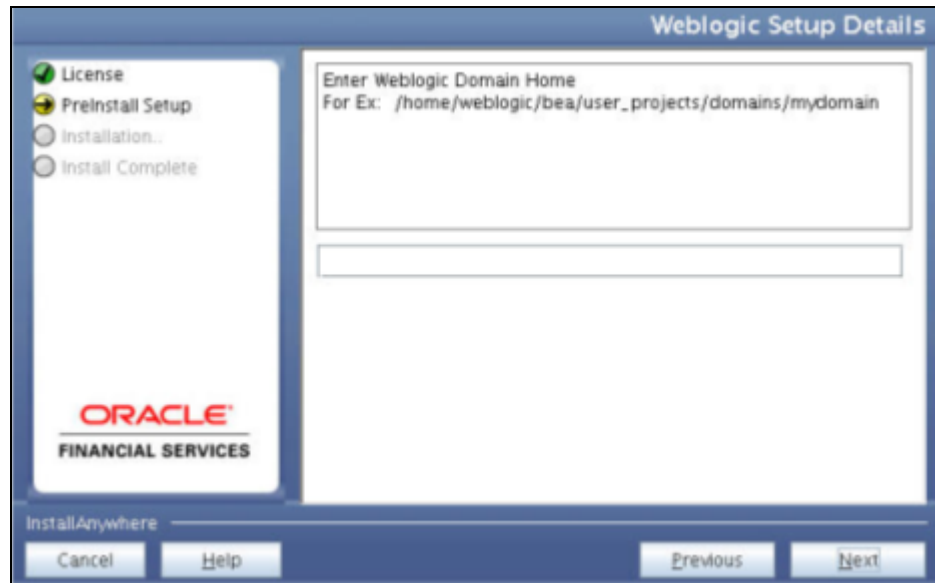 Weblogic Setup Details
License
PreInstall Setup
Installation..
Install Complete
Enter Weblogic Domain Home
For Ex: /home/weblogic/bea/user_projects/domains/mydomain
ORACLE
FINANCIAL SERVICES
InstallAnywhere
Cancel
Help
Previous
Next